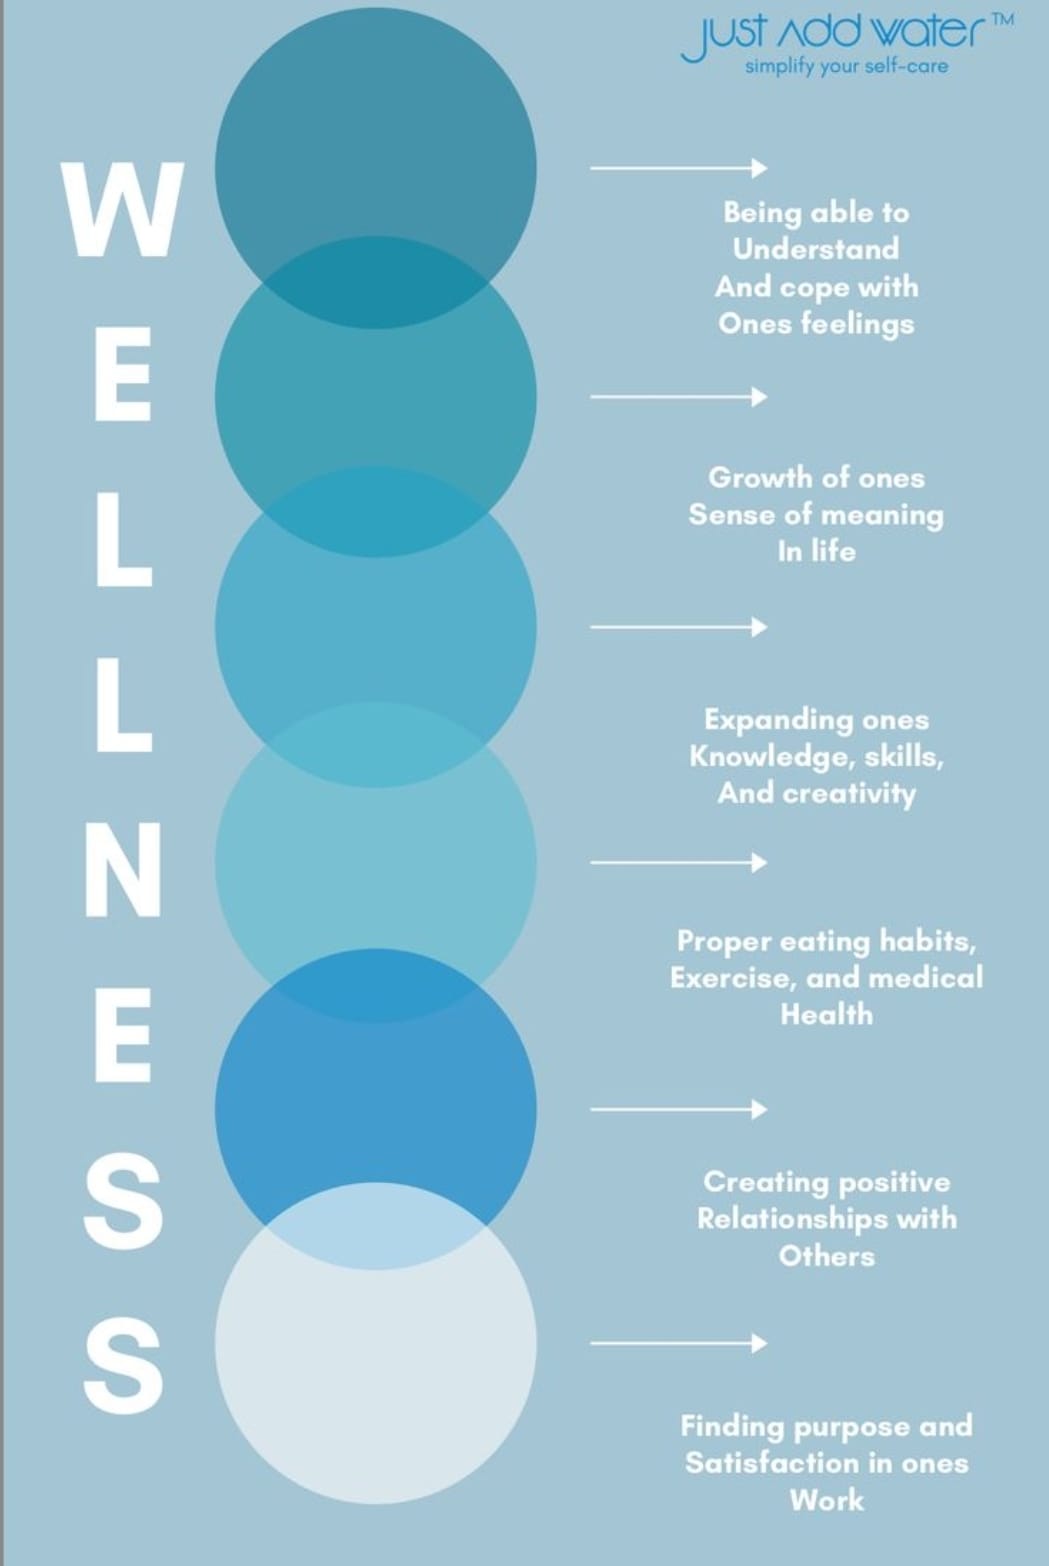 just Add water™
simplify your self-care
WELLNESS
Being able to
Understand
And cope with
Ones feelings
Growth of ones
Sense of meaning
In life
Expanding ones
Knowledge, skills,
And creativity
Proper eating habits,
Exercise, and medical
Health
Creating positive
Relationships with
Others
Finding purpose and
Satisfaction in ones
Work